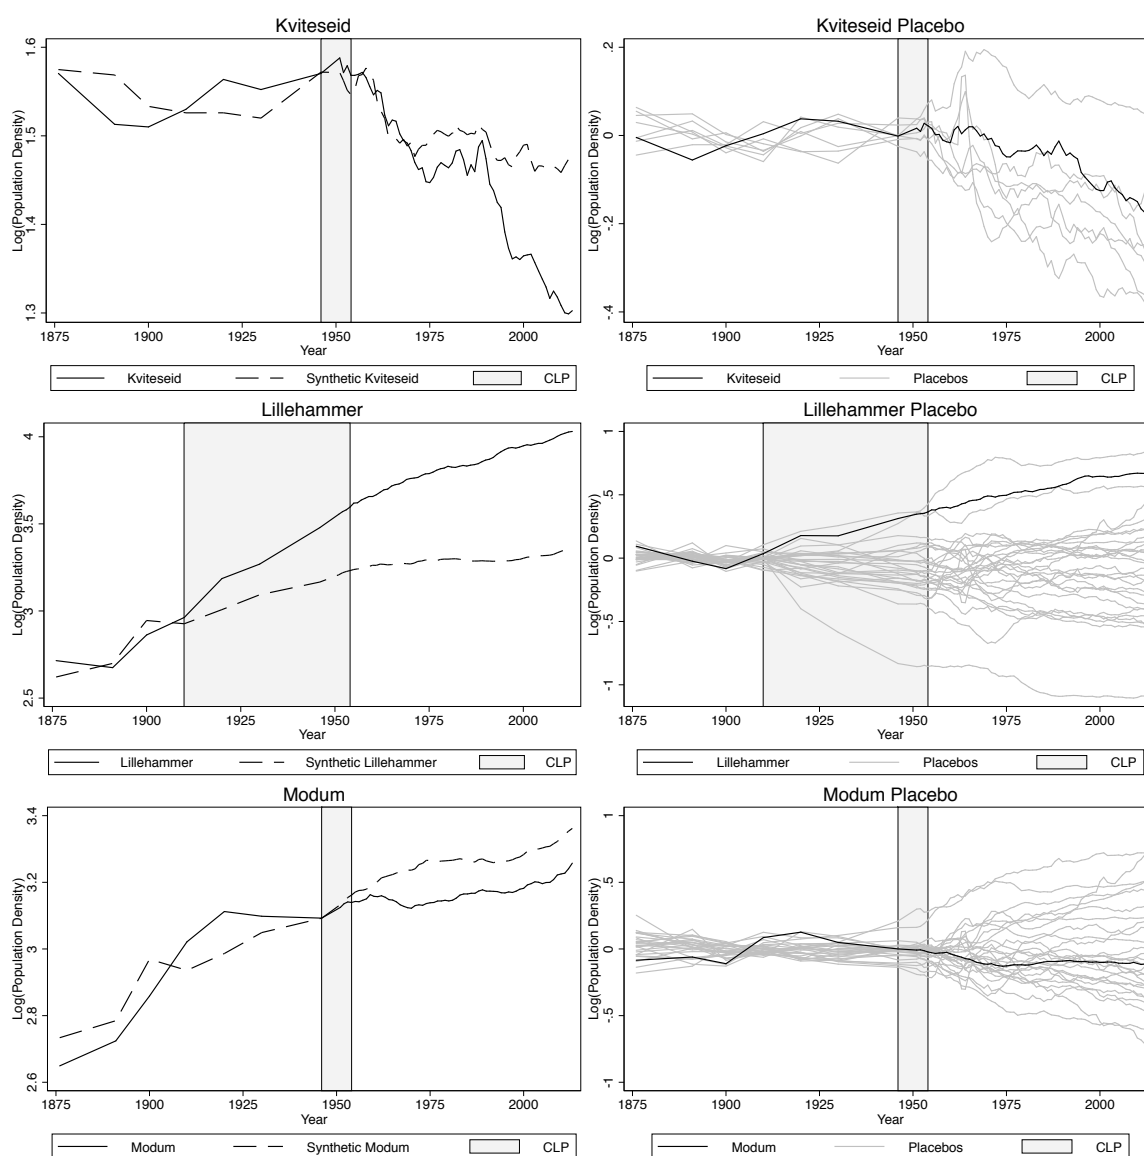 Kviteseid
Log(Population Density)
1.6
1.5
1.4
1.3
1875 1900 1925 1950 1975 2000
Year
Kviteseid Synthetic Kviteseid CLP
Kviteseid Placebo
Log(Population Density)
.2
0
-.2
-.4
1875 1900 1925 1950 1975 2000
Year
Kviteseid Placebos CLP
Lillehammer
Log(Population Density)
4
3.5
3
2.5
1875 1900 1925 1950 1975 2000
Year
Lillehammer Synthetic Lillehammer CLP
Lillehammer Placebo
Log(Population Density)
1
.5
0
-.5
-1
1875 1900 1925 1950 1975 2000
Year
Lillehammer Placebos CLP
Modum
Log(Population Density)
3.4
3.2
3
2.8
2.6
1875 1900 1925 1950 1975 2000
Year
Modum Synthetic Modum CLP
Modum Placebo
Log(Population Density)
1
.5
0
-.5
-1
1875 1900 1925 1950 1975 2000
Year
Modum Placebos CLP